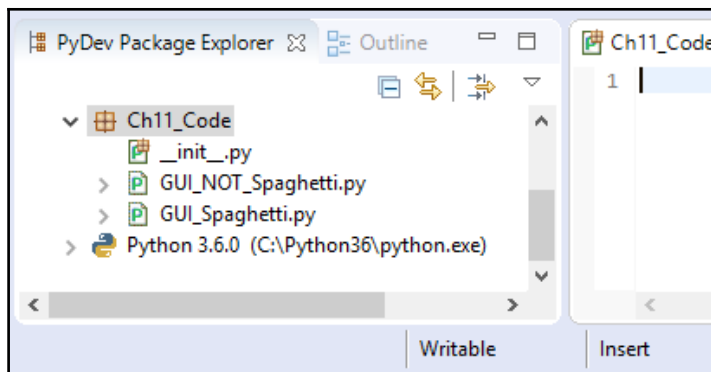 PyDev Package Explorer Outline
Ch11_Code
1
Ch11_Code
__init__.py
GUI_NOT_Spaghetti.py
GUI_Spaghetti.py
Python 3.6.0 (C:\Python36\python.exe)
Writable Insert